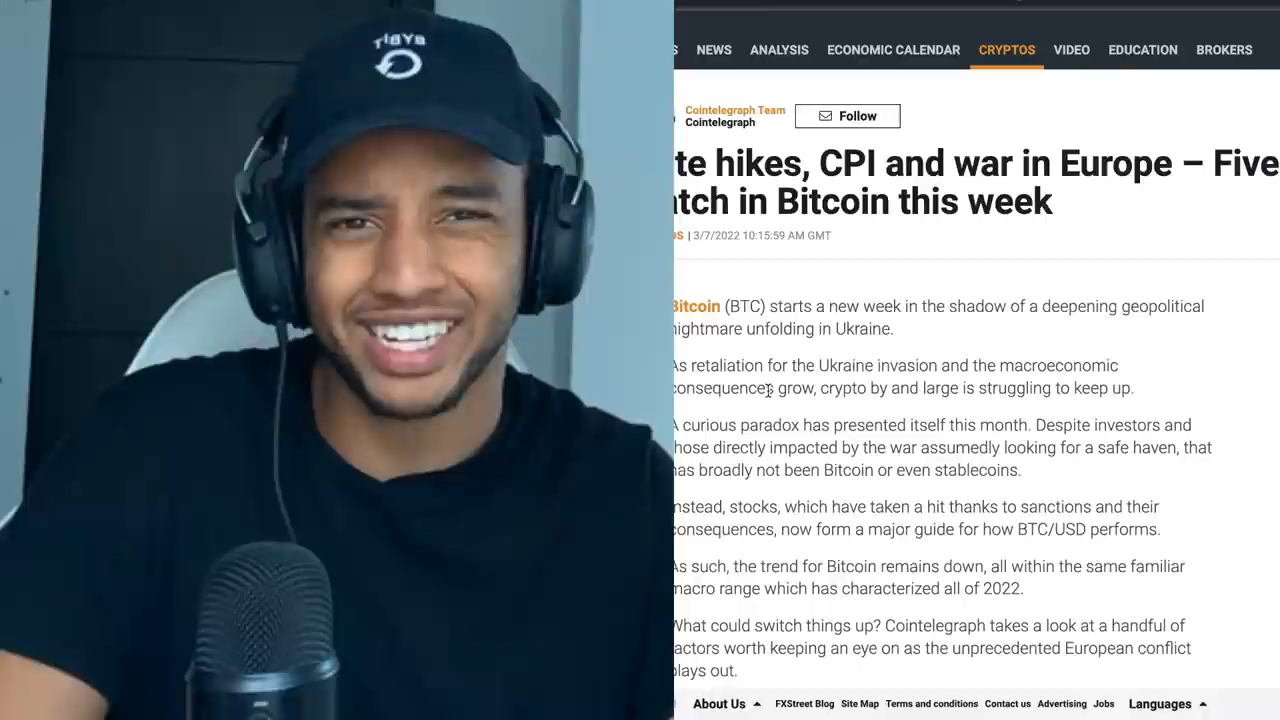 TIBYB
S NEWS ANALYSIS ECONOMIC CALENDAR CRYPTOS VIDEO EDUCATION BROKERS
Cointelegraph Team
Cointelegraph
Follow
te hikes, CPI and war in Europe – Five
atch in Bitcoin this week
OS | 3/7/2022 10:15:59 AM GMT
Bitcoin (BTC) starts a new week in the shadow of a deepening geopolitical
nightmare unfolding in Ukraine.
As retaliation for the Ukraine invasion and the macroeconomic
consequences grow, crypto by and large is struggling to keep up.
A curious paradox has presented itself this month. Despite investors and
those directly impacted by the war assumedly looking for a safe haven, that
has broadly not been Bitcoin or even stablecoins.
Instead, stocks, which have taken a hit thanks to sanctions and their
consequences, now form a major guide for how BTC/USD performs.
As such, the trend for Bitcoin remains down, all within the same familiar
macro range which has characterized all of 2022.
What could switch things up? Cointelegraph takes a look at a handful of
factors worth keeping an eye on as the unprecedented European conflict
plays out.
About Us FXStreet Blog Site Map Terms and conditions Contact us Advertising Jobs Languages